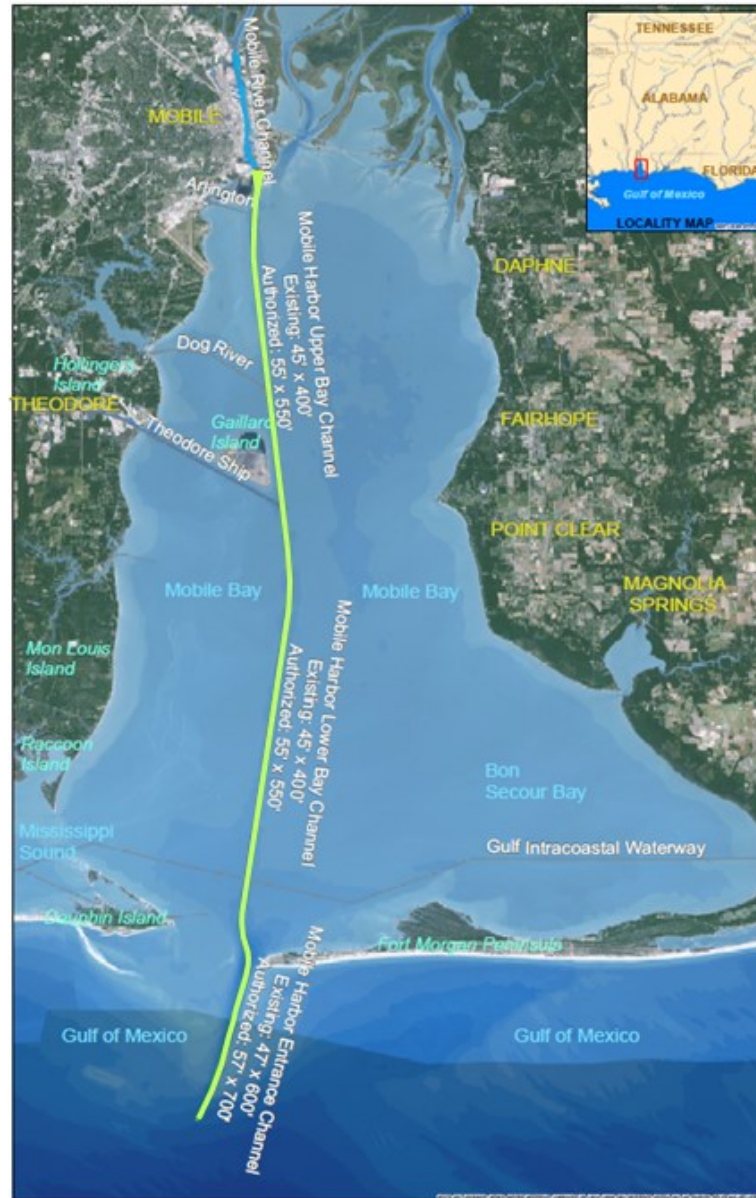 TENNESSEE
ALABAMA
FLORIDA
Gulf of Mexico
LOCALITY MAP
Mobile River Channel
MOBILE
Arlington
DAPHNE
Mobile Harbor Upper Bay Channel
Existing: 45' x 400'
Authorized: 55' x 550'
Dog River
Hollingers
Island
THEODORE
Gaillard
Island
Theodore Ship
FAIRHOPE
POINT CLEAR
MAGNOLIA
SPRINGS
Mobile Bay
Mobile Bay
Mobile Harbor Lower Bay Channel
Existing: 45' x 400'
Authorized: 55' x 550'
Mon Louis
Island
Raccoon
Island
Bon
Secour Bay
Mississippi
Sound
Gulf Intracoastal Waterway
Dauphin Island
Fort Morgan Peninsula
Mobile Harbor Entrance Channel
Existing: 47' x 600'
Authorized: 57' x 700'
Gulf of Mexico
Gulf of Mexico